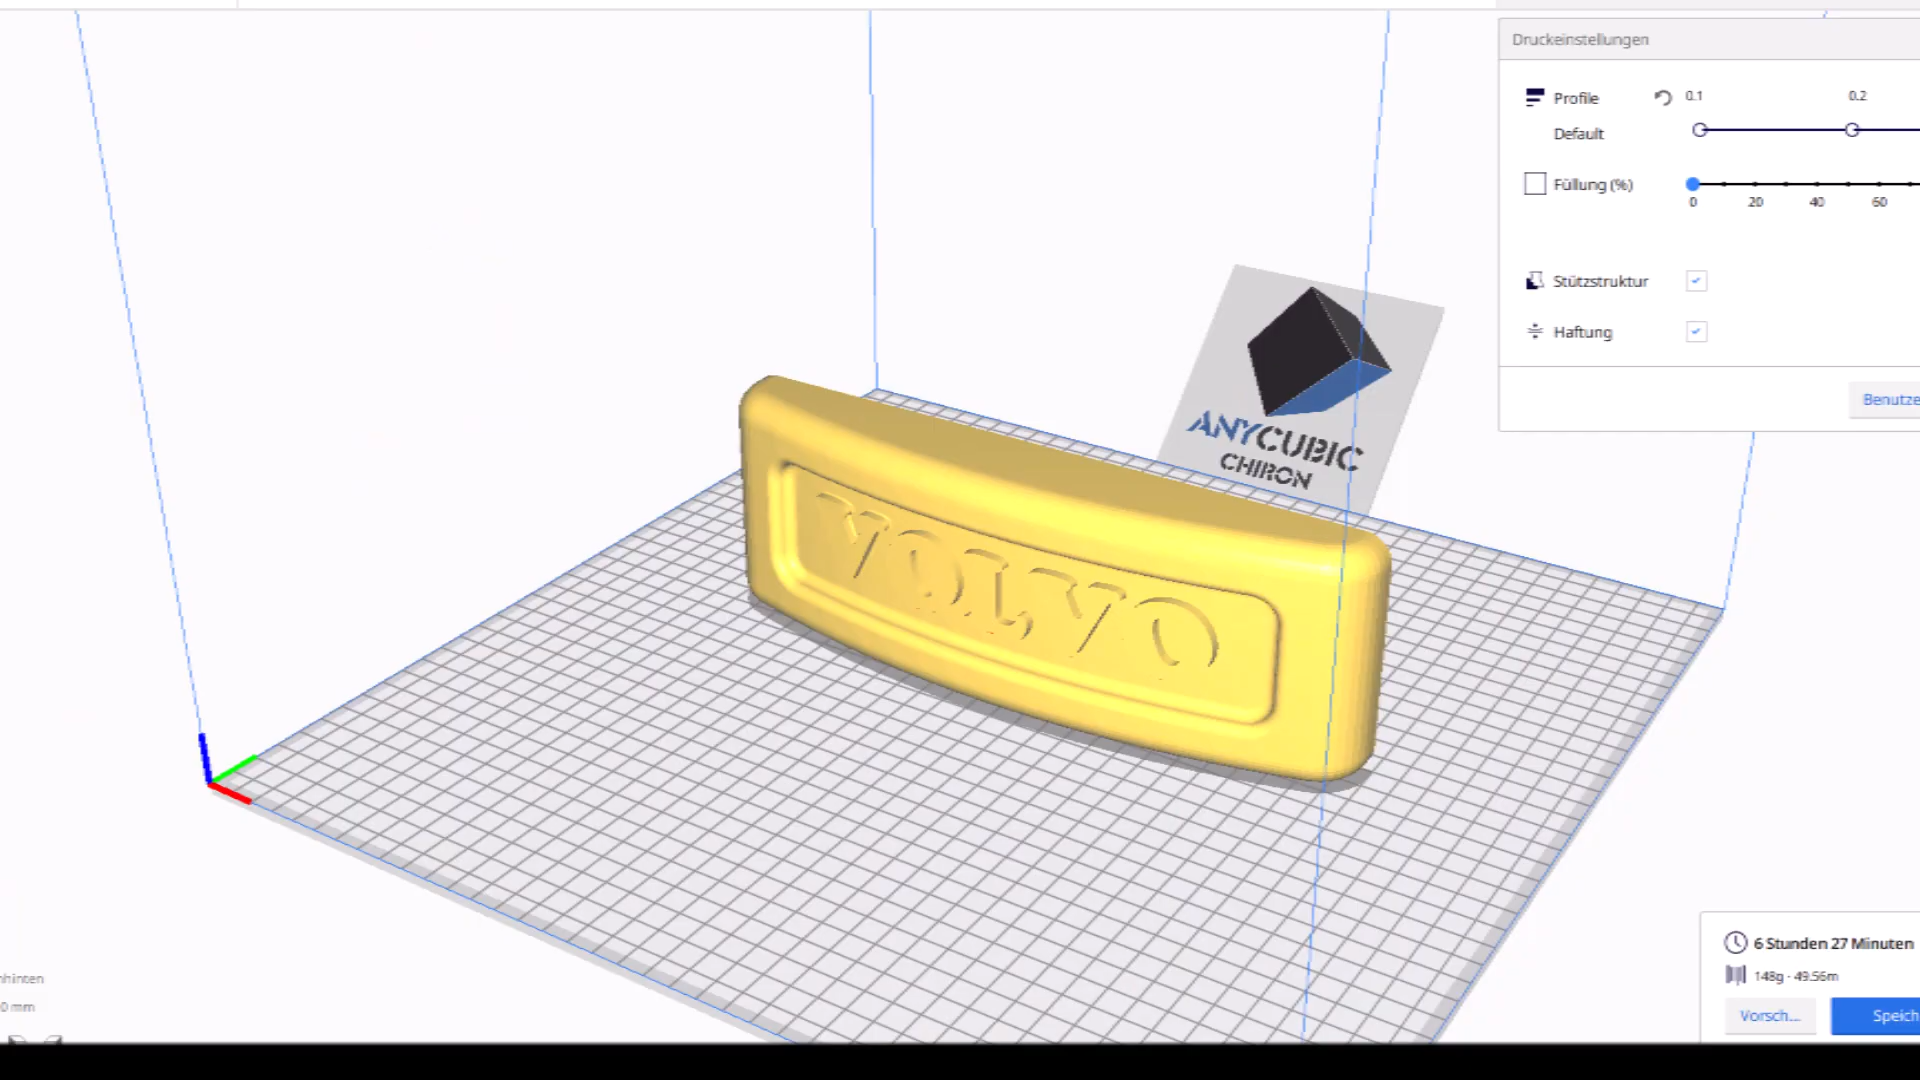 Druckeinstellungen
Profile
0.1
0.2
Default
Füllung (%)
0
20
40
60
Stützstruktur
Haftung
Benutze
ANYCUBIC
CHIRON
VOLVO
6 Stunden 27 Minuten
148g · 49.56m
Vorsch...
Speich
nhinten
0 mm